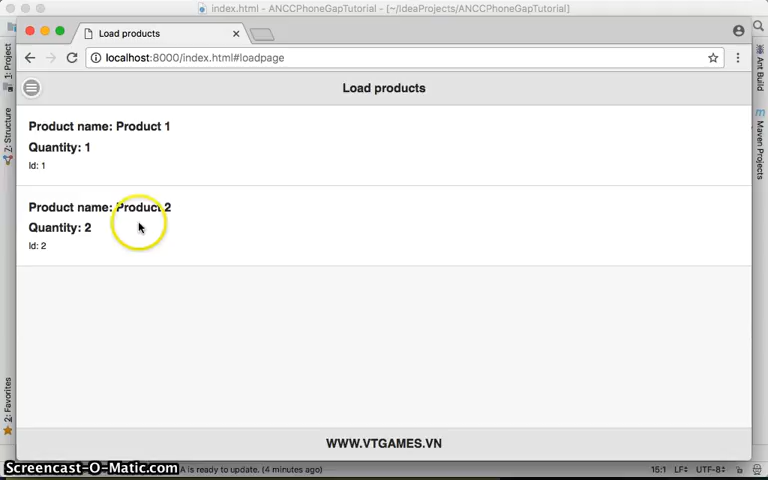 index.html - ANCCPhoneGapTutorial - [~/IdeaProjects/ANCCPhoneGapTutorial]
Load products
localhost:8000/index.html#loadpage
Load products
Product name: Product 1
Quantity: 1
Id: 1
Product name: Product 2
Quantity: 2
Id: 2
WWW.VTGAMES.VN
1: Project
7: Structure
2: Favorites
Ant Build
Maven Projects
Screencast-O-Matic.com
A is ready to update. (4 minutes ago)
15:1 LF UTF-8